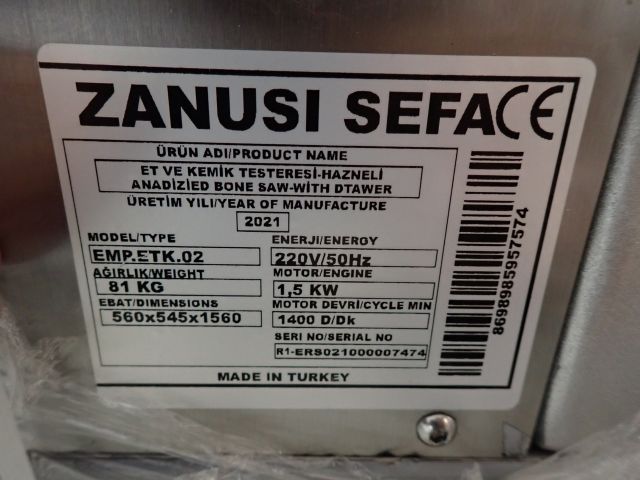 ZANUSI SEFA CE
ÜRÜN ADI/PRODUCT NAME
ET VE KEMİK TESTERESİ-HAZNELİ
ANADIZIED BONE SAW-WITH DTAWER
ÜRETİM YILI/YEAR OF MANUFACTURE
2021
MODEL/TYPE
EMP.ETK.02
AĞIRLIK/WEIGHT
81 KG
EBAT/DIMENSIONS
560x545x1560
ENERJI/ENERGY
220V/50Hz
MOTOR/ENGINE
1,5 KW
MOTOR DEVRİ/CYCLE MIN
1400 D/Dk
SERI NO/SERIAL NO
R1-ERS021000007474
MADE IN TURKEY
8698985957574